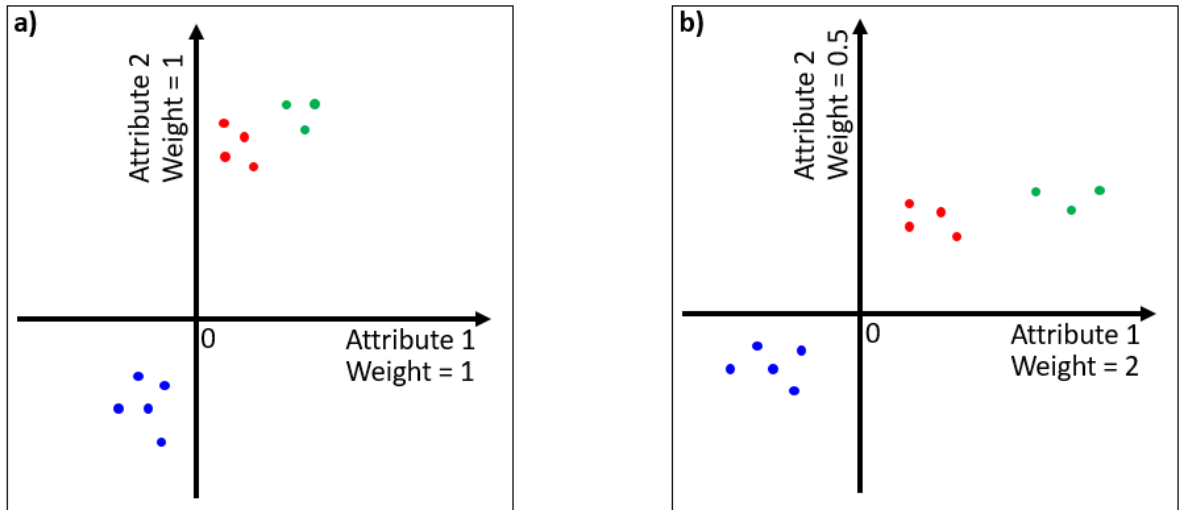 a)
Attribute 2
Weight = 1
0
Attribute 1
Weight = 1
b)
Attribute 2
Weight = 0.5
0
Attribute 1
Weight = 2